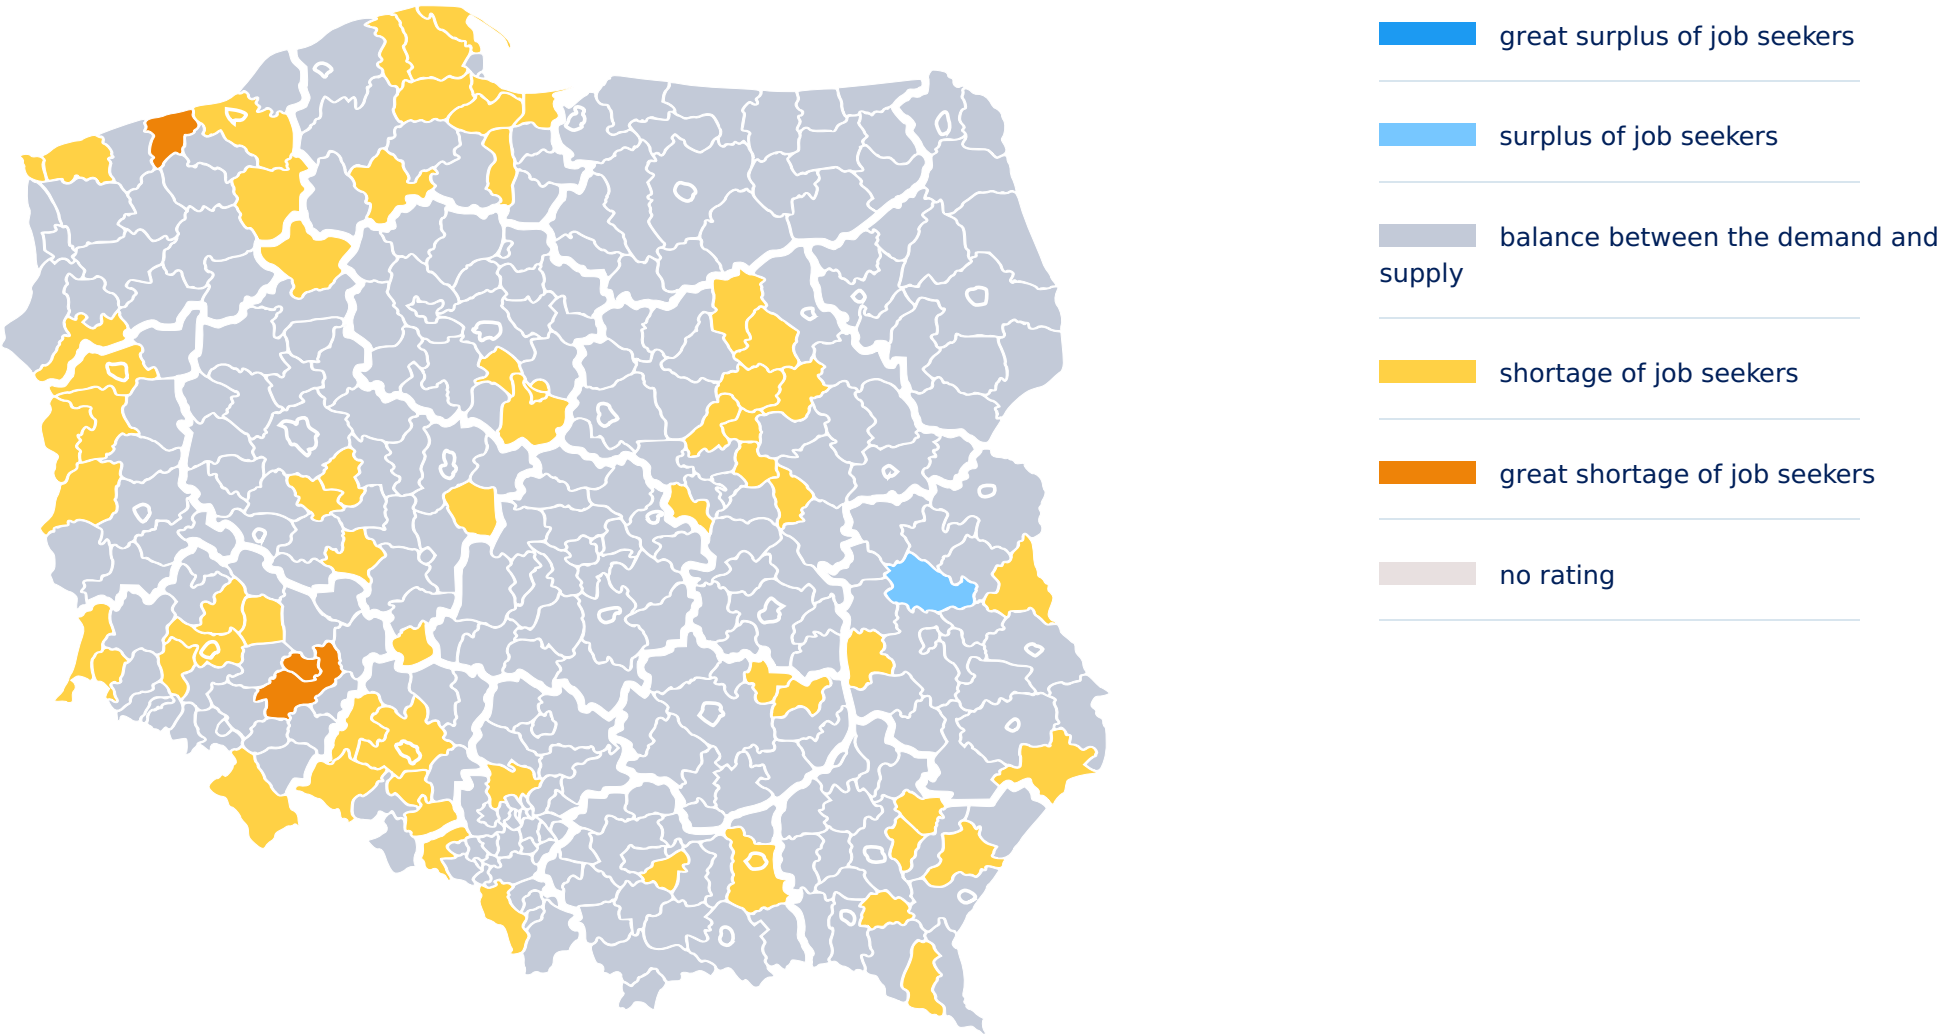 great surplus of job seekers
surplus of job seekers
balance between the demand and
supply
shortage of job seekers
great shortage of job seekers
no rating